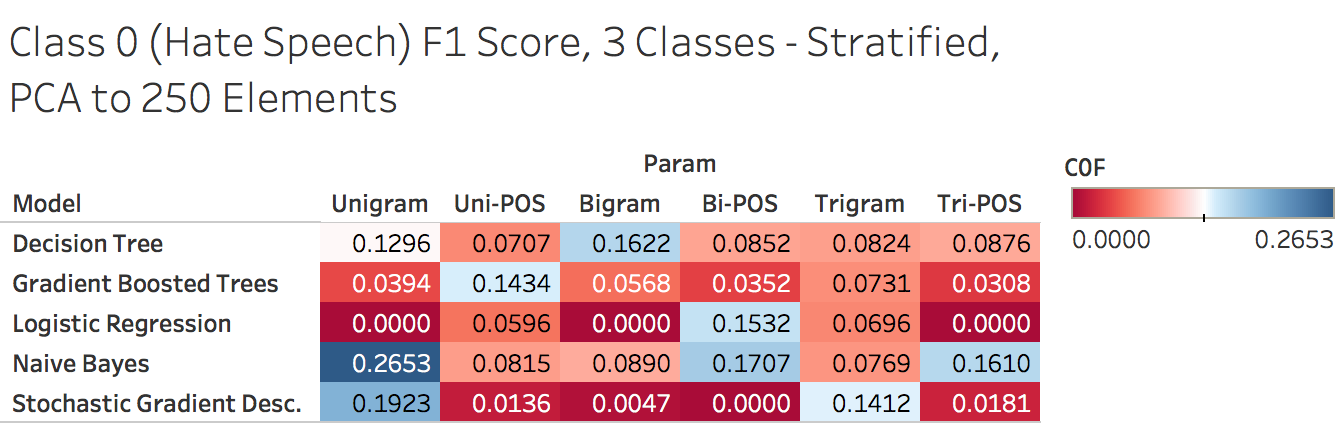 Class 0 (Hate Speech) F1 Score, 3 Classes - Stratified,
PCA to 250 Elements
Param
Model Unigram Uni-POS Bigram Bi-POS Trigram Tri-POS
Decision Tree 0.1296 0.0707 0.1622 0.0852 0.0824 0.0876
Gradient Boosted Trees 0.0394 0.1434 0.0568 0.0352 0.0731 0.0308
Logistic Regression 0.0000 0.0596 0.0000 0.1532 0.0696 0.0000
Naive Bayes 0.2653 0.0815 0.0890 0.1707 0.0769 0.1610
Stochastic Gradient Desc. 0.1923 0.0136 0.0047 0.0000 0.1412 0.0181
C0F
0.0000 0.2653